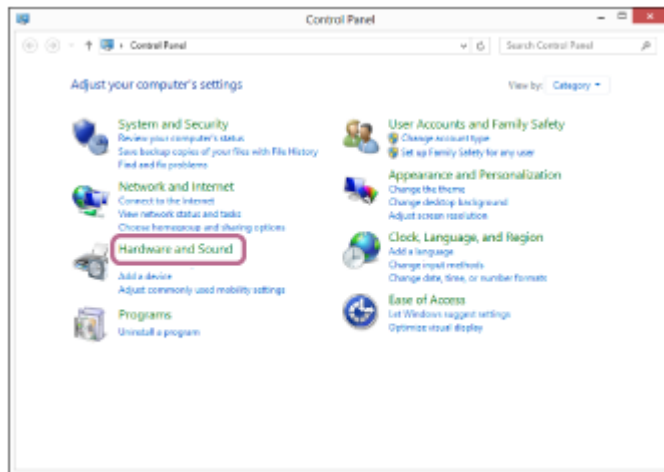 Control Panel
Control Panel
Search Control Panel
Adjust your computer's settings
View by: Category
System and Security
Review your computer's status
Save backup copies of your files with File History
Find and fix problems
Network and Internet
Connect to the Internet
View network status and tasks
Choose homegroup and sharing options
Hardware and Sound
Add a device
Adjust commonly used mobility settings
Programs
Uninstall a program
User Accounts and Family Safety
Change account type
Set up Family Safety for any user
Appearance and Personalization
Change the theme
Change desktop background
Adjust screen resolution
Clock, Language, and Region
Add a language
Change input methods
Change date, time, or number formats
Ease of Access
Let Windows suggest settings
Optimize visual display